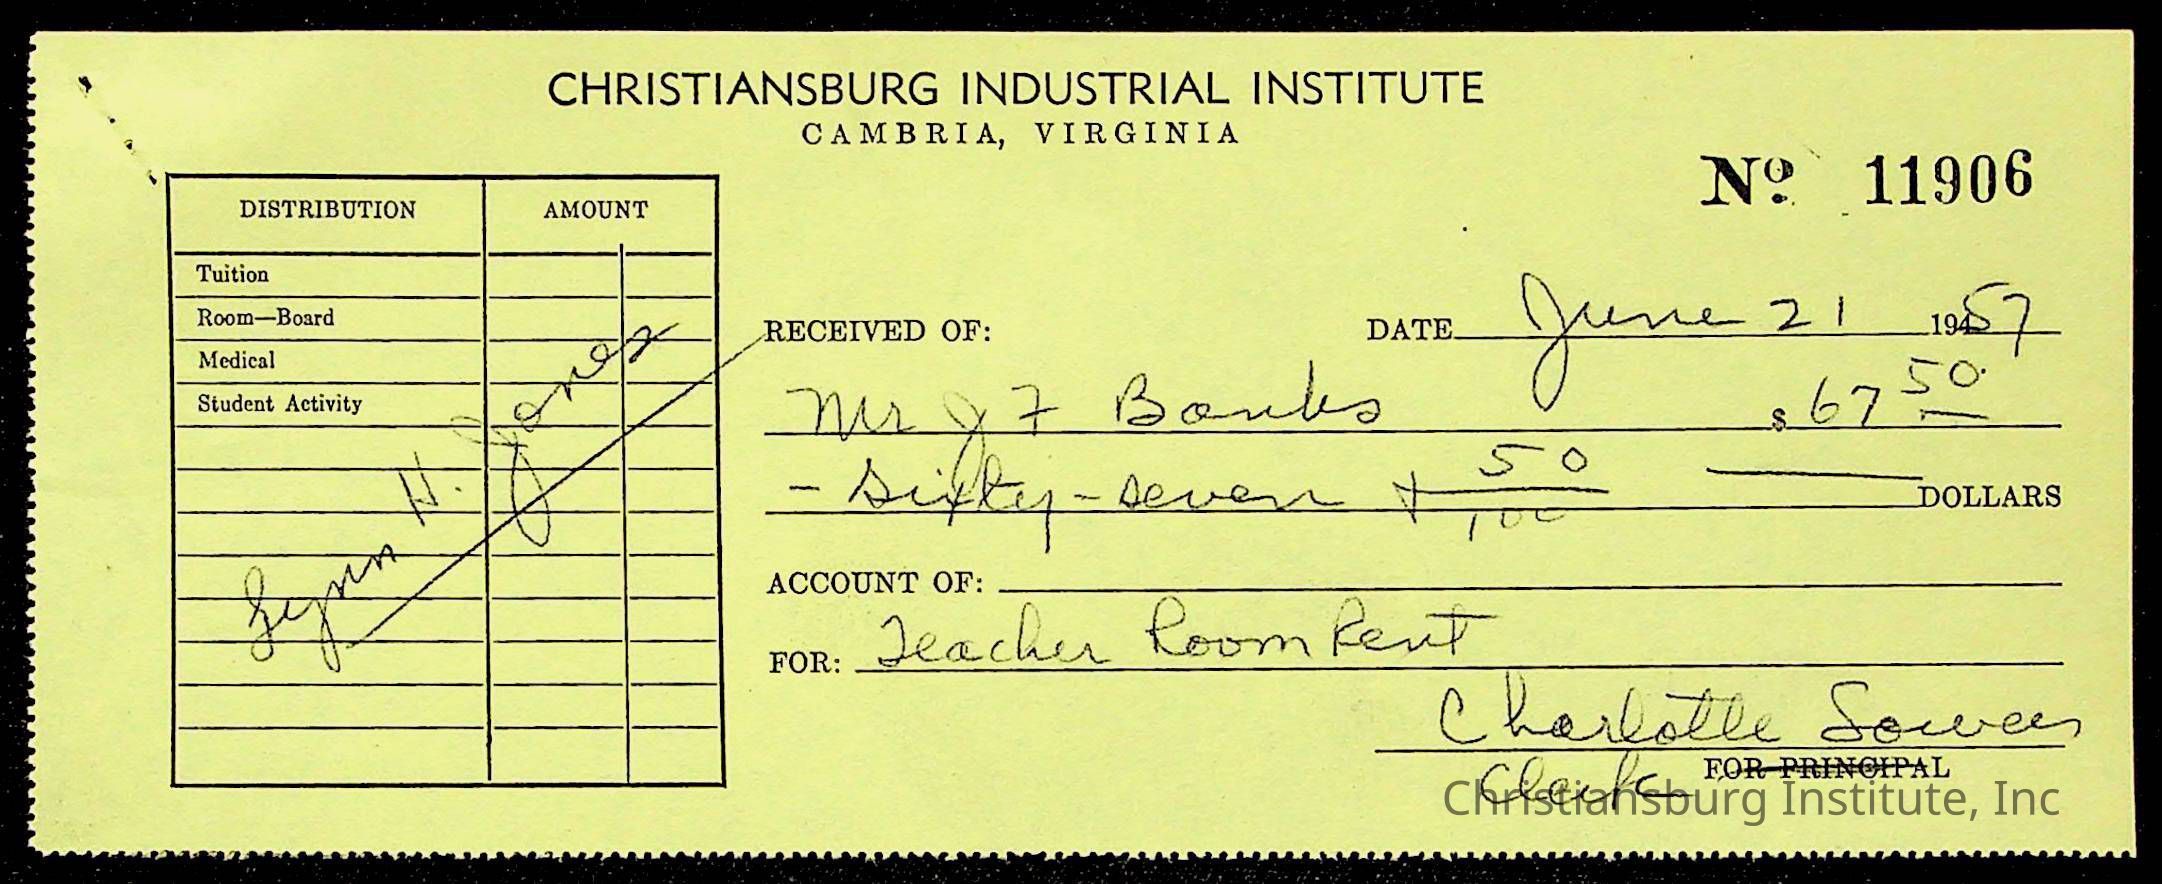 CHRISTIANSBURG INDUSTRIAL INSTITUTE
CAMBRIA, VIRGINIA
Nº 11906
DISTRIBUTION AMOUNT
Tuition
Room—Board
Medical
Student Activity
Lynn H. Jones
RECEIVED OF: DATE June 21 1957
Mr J F Banks $ 67 50
- Sixty-seven + 50/100 DOLLARS
ACCOUNT OF:
FOR: Teacher Room Rent
Charlotte Sowers
Clerk FOR PRINCIPAL
Christiansburg Institute, Inc